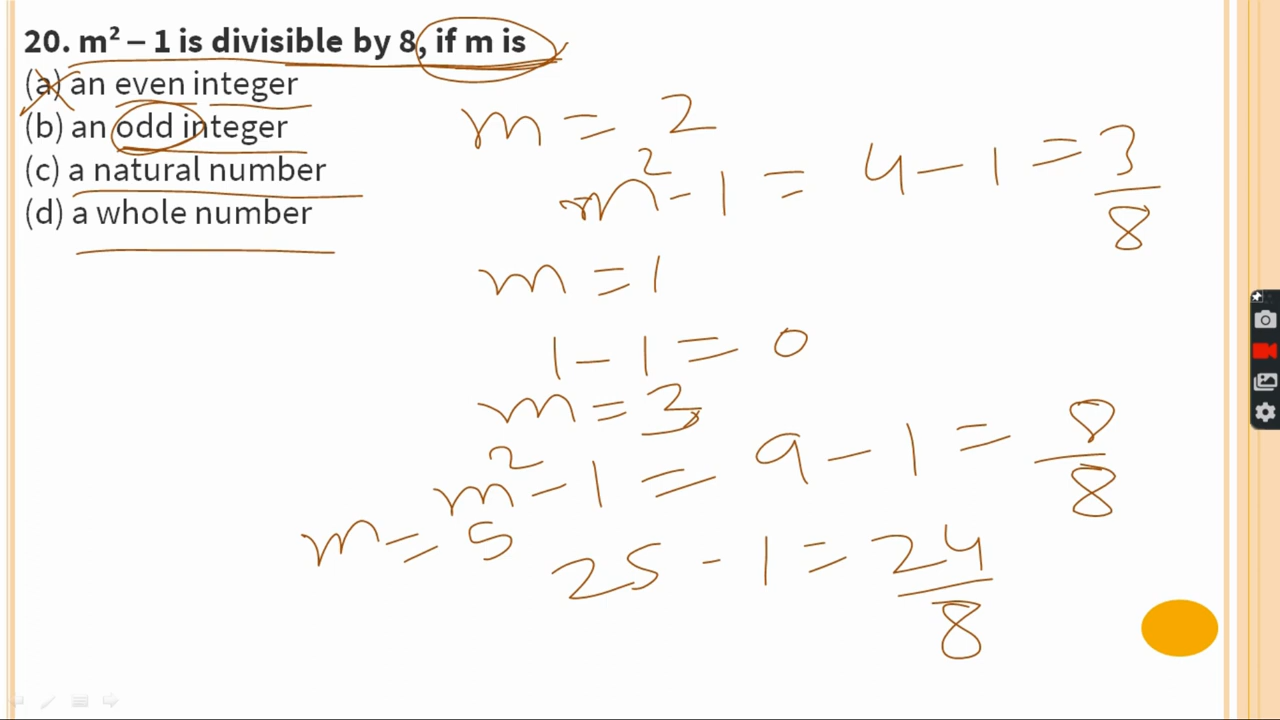 20. m² – 1 is divisible by 8, if m is
(a) an even integer
(b) an odd integer
(c) a natural number
(d) a whole number
m = 2
m² - 1 = 4 - 1 = 3/8
m = 1
1 - 1 = 0
m = 3
m² - 1 = 9 - 1 = 8/8
m = 5 25 - 1 = 24/8